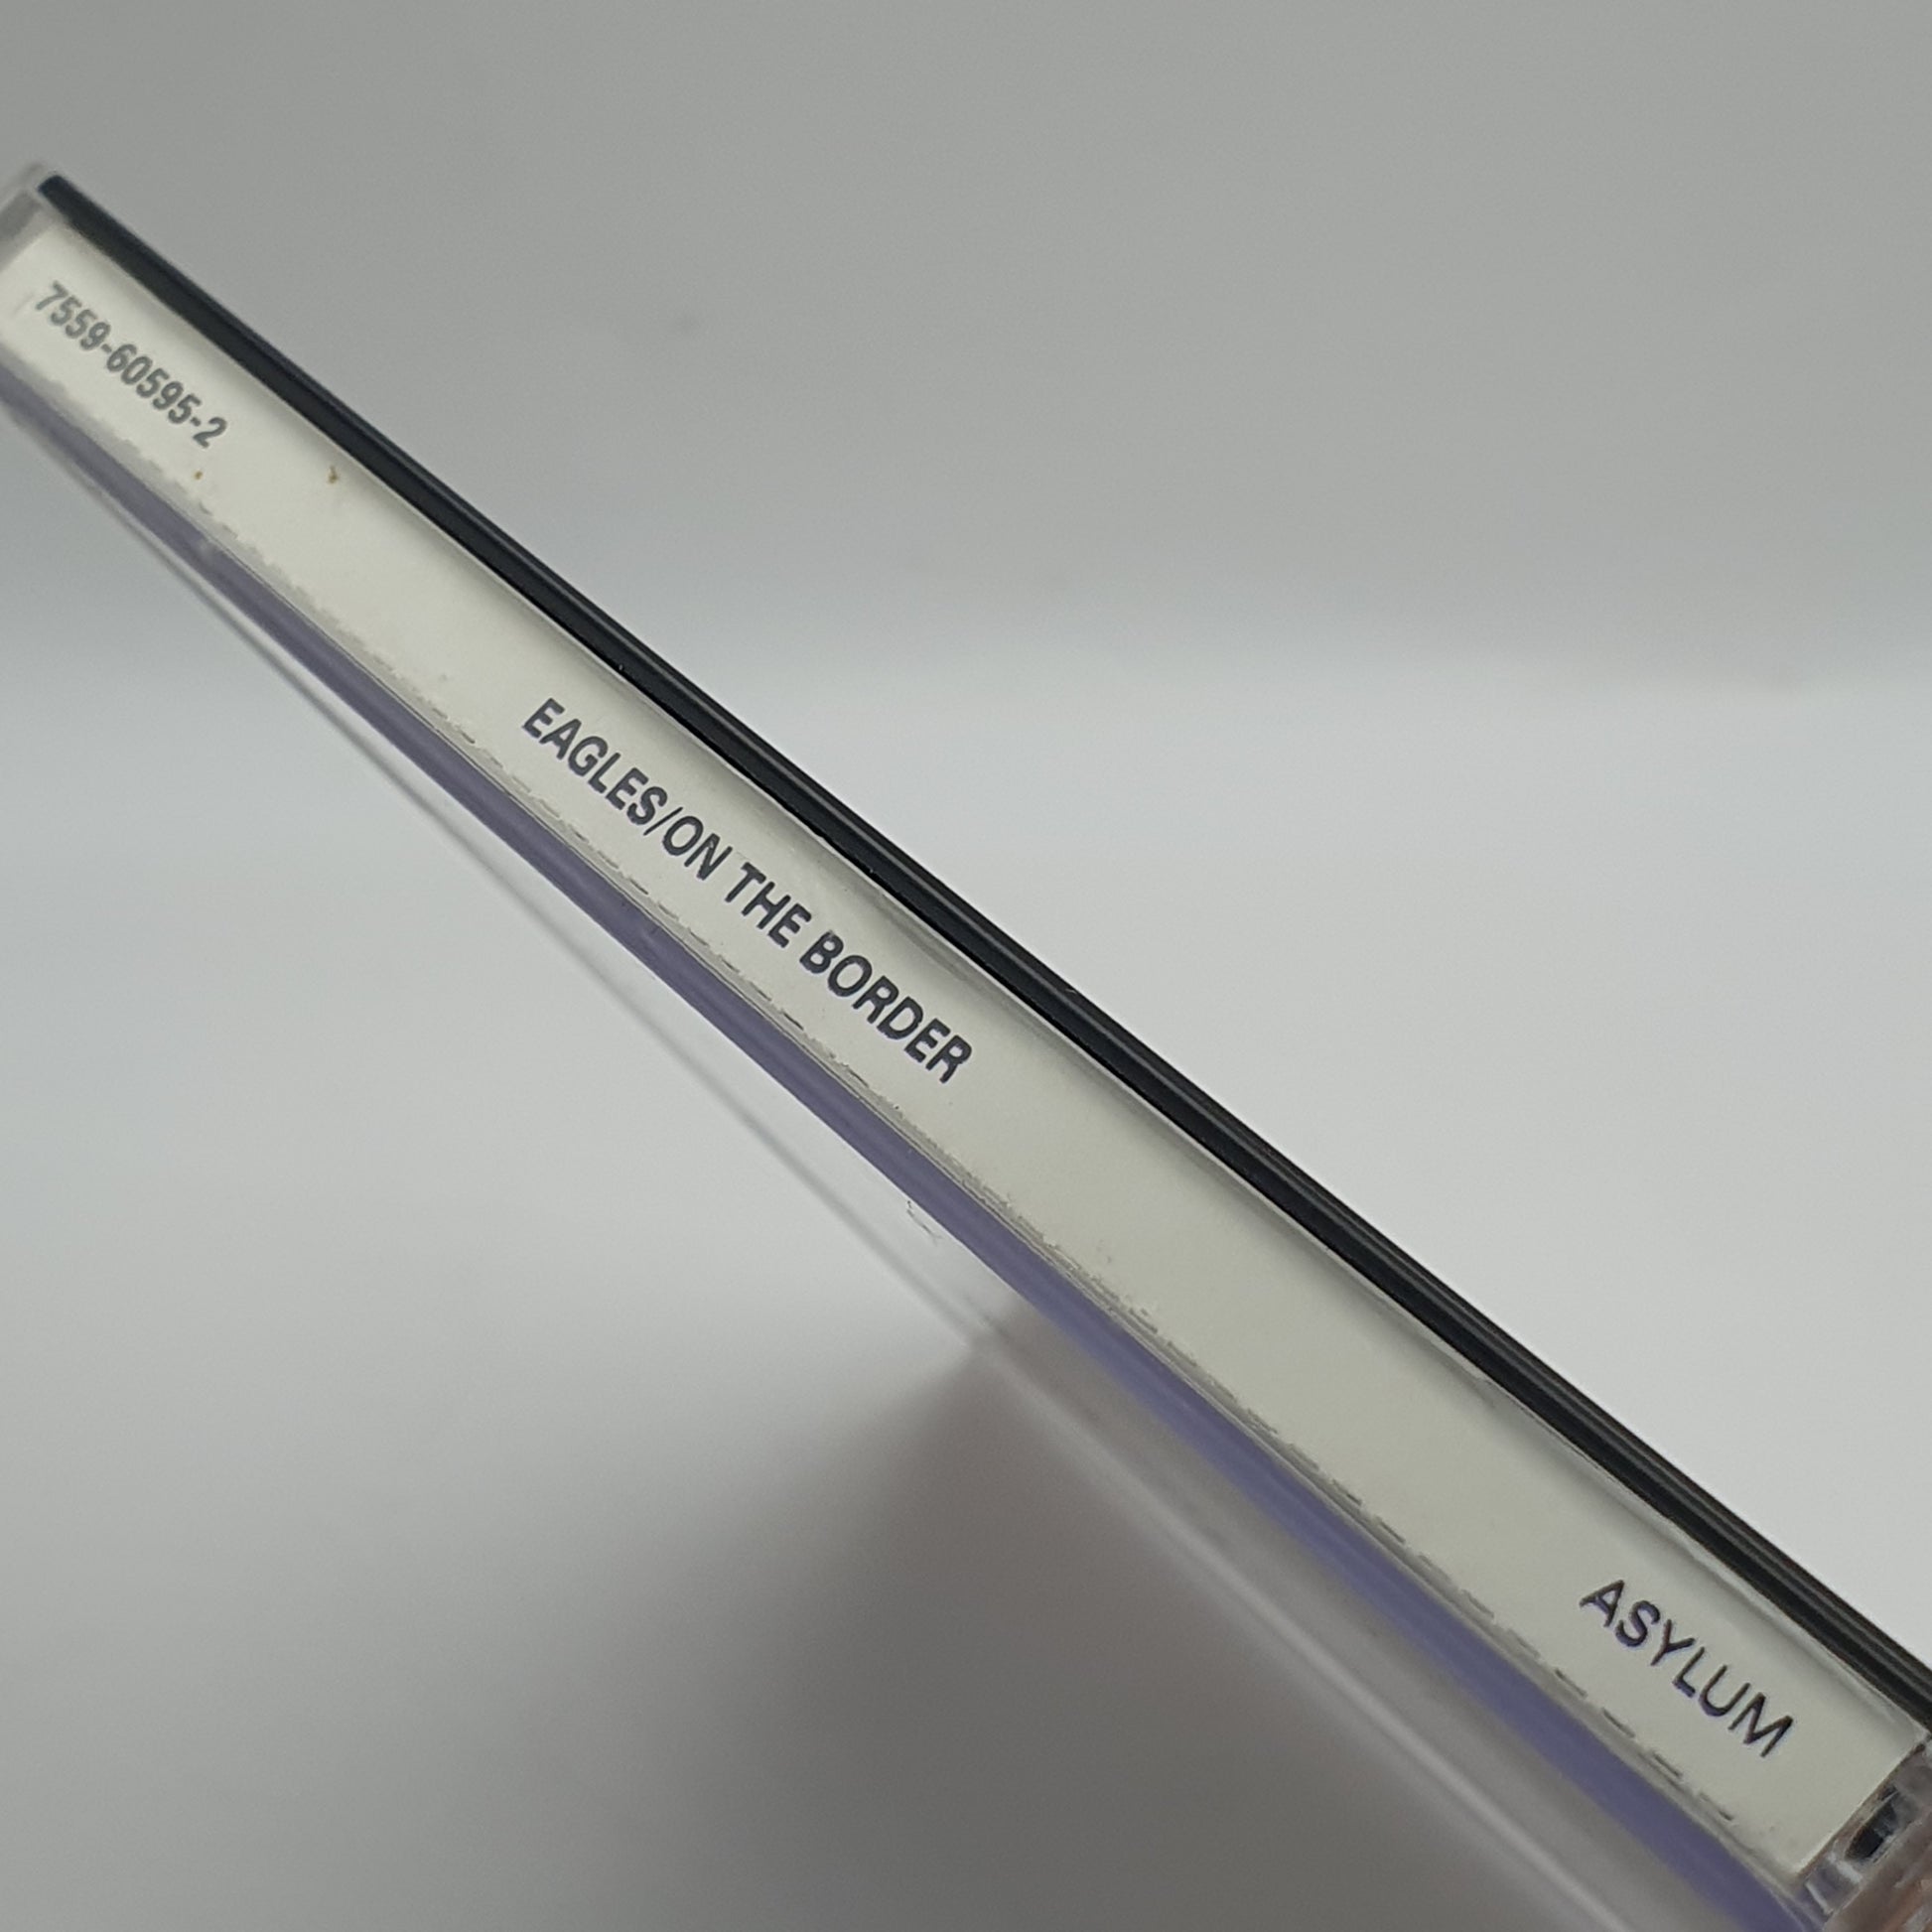 7559-60595-2
EAGLES/ON THE BORDER
ASYLUM